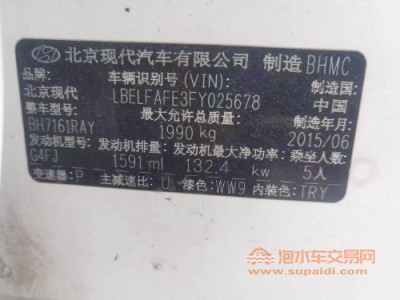 北京现代汽车有限公司 制造 BHMC
车辆识别号(VIN): 制造国:
北京现代 LBELFAFE3FY025678 中国
整车型号: 最大允许总质量: 制造年月:
BH7161RAY 1990 kg 2015/06
发动机型号: 发动机排量: 发动机最大净功率: 乘坐人数:
G4FJ 1591 ml 132.4 kw 5人
变速器: P 主减速比: U 漆色: WW9 内装色: TRY
泡水车交易网
www.supaidi.com